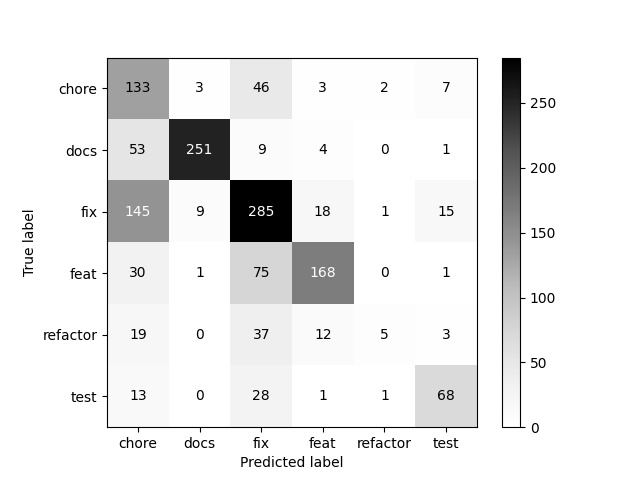 chore 133 3 46 3 2 7
docs 53 251 9 4 0 1
fix 145 9 285 18 1 15
feat 30 1 75 168 0 1
refactor 19 0 37 12 5 3
test 13 0 28 1 1 68
chore docs fix feat refactor test
Predicted label
True label
250
200
150
100
50
0